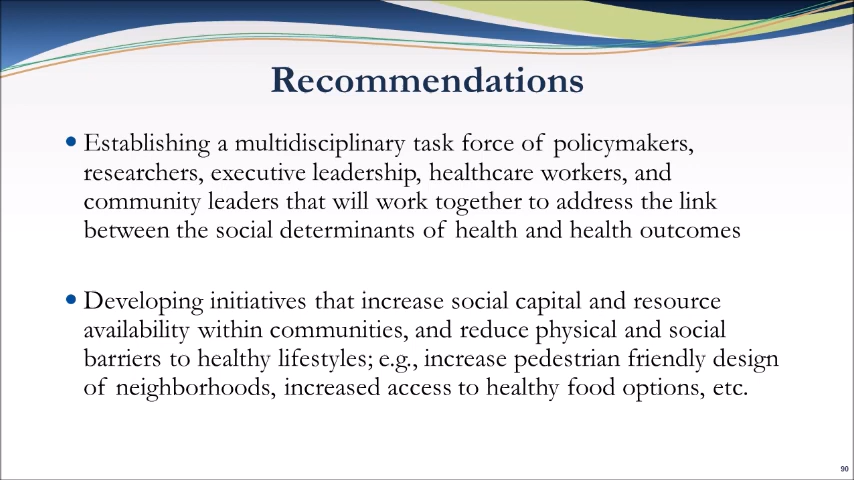 Recommendations
• Establishing a multidisciplinary task force of policymakers,
researchers, executive leadership, healthcare workers, and
community leaders that will work together to address the link
between the social determinants of health and health outcomes
• Developing initiatives that increase social capital and resource
availability within communities, and reduce physical and social
barriers to healthy lifestyles; e.g., increase pedestrian friendly design
of neighborhoods, increased access to healthy food options, etc.
90